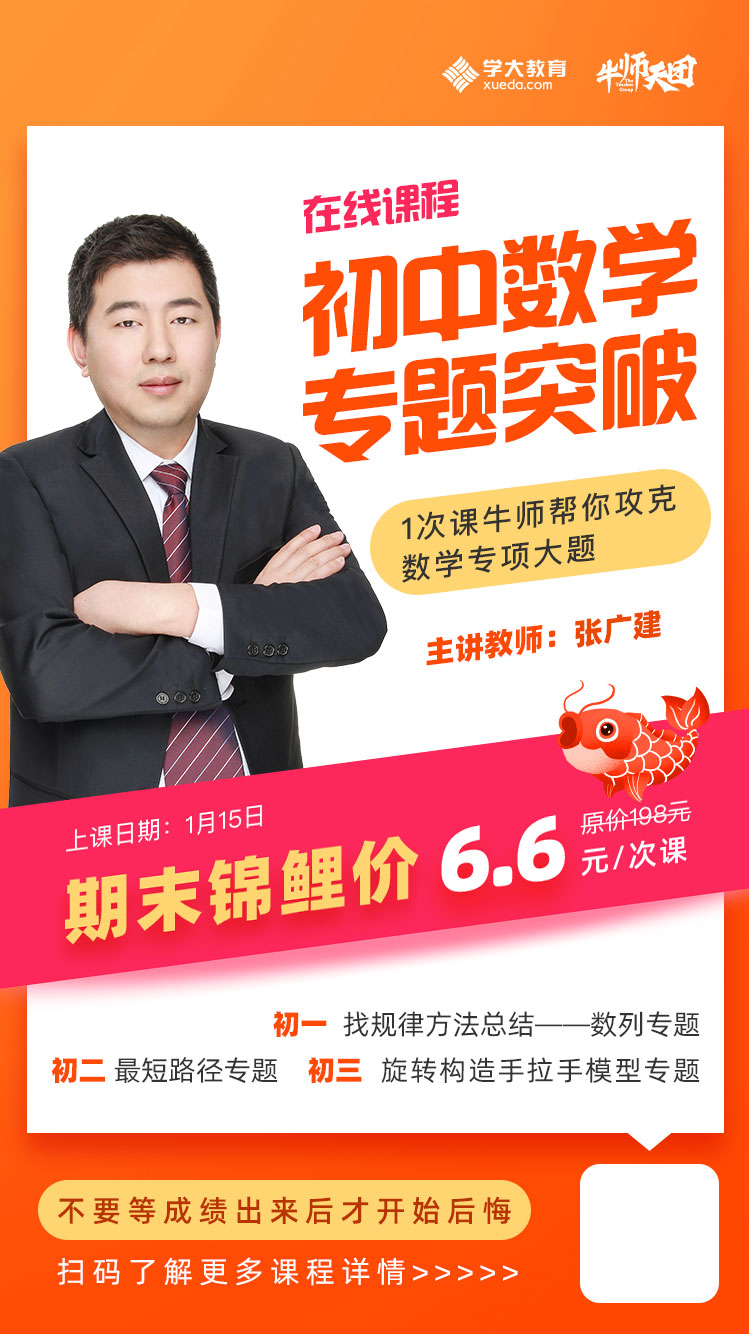 学大教育
xueda.com
牛师天团
The
Teacher
Group
在线课程
初中数学
专题突破
1次课牛师帮你攻克
数学专项大题
主讲教师：张广建
上课日期：1月15日
期末锦鲤价 6.6 元/次课
原价198元
初一 找规律方法总结——数列专题
初二 最短路径专题 初三 旋转构造手拉手模型专题
不要等成绩出来后才开始后悔
扫码了解更多课程详情>>>>>